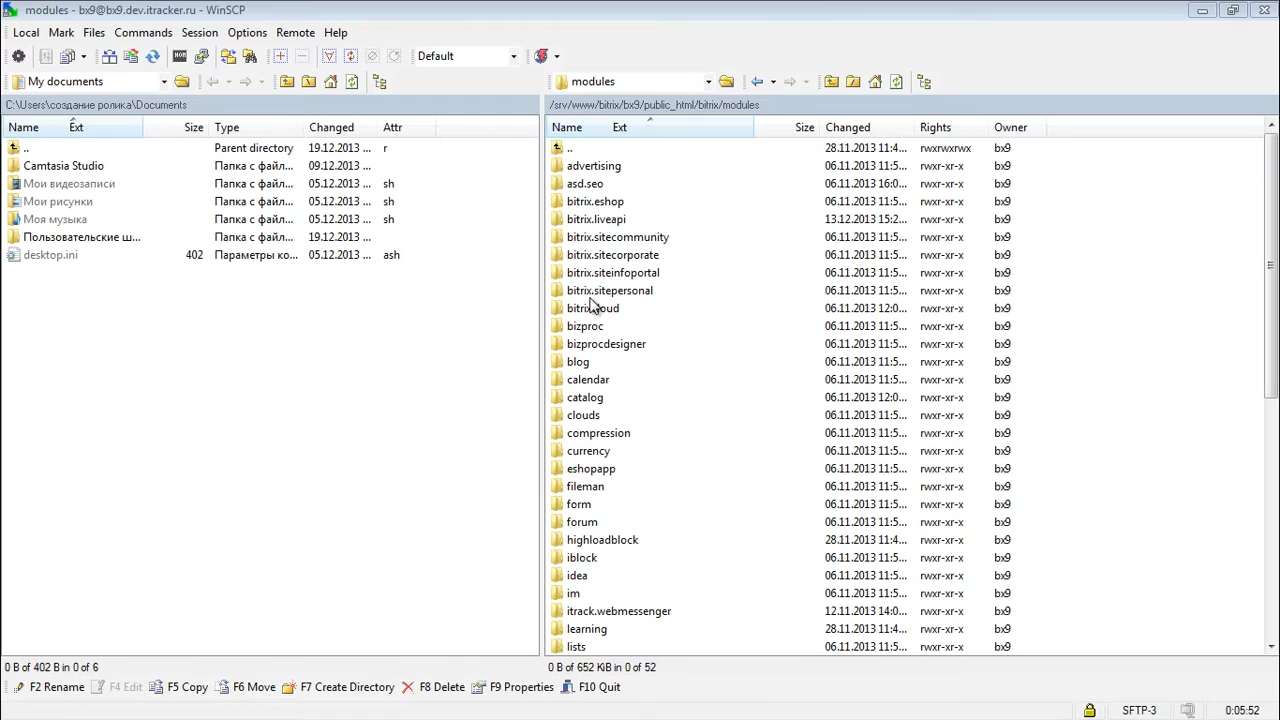 modules - bx9@bx9.dev.itracker.ru - WinSCP
Local Mark Files Commands Session Options Remote Help
Default
My documents modules
C:\Users\создание ролика\Documents /srv/www/bitrix/bx9/public_html/bitrix/modules
Name Ext Size Type Changed Attr Name Ext Size Changed Rights Owner
.. Parent directory 19.12.2013 ... r .. 28.11.2013 11:4... rwxrwxrwx bx9
Camtasia Studio Папка с файл... 09.12.2013 ... advertising 06.11.2013 11:5... rwxr-xr-x bx9
Мои видеозаписи Папка с файл... 05.12.2013 ... sh asd.seo 06.11.2013 16:0... rwxr-xr-x bx9
Мои рисунки Папка с файл... 05.12.2013 ... sh bitrix.eshop 06.11.2013 11:5... rwxr-xr-x bx9
Моя музыка Папка с файл... 05.12.2013 ... sh bitrix.liveapi 13.12.2013 15:2... rwxr-xr-x bx9
Пользовательские ш... Папка с файл... 19.12.2013 ... bitrix.sitecommunity 06.11.2013 11:5... rwxr-xr-x bx9
desktop.ini 402 Параметры ко... 05.12.2013 ... ash bitrix.sitecorporate 06.11.2013 11:5... rwxr-xr-x bx9
bitrix.siteinfoportal 06.11.2013 11:5... rwxr-xr-x bx9
bitrix.sitepersonal 06.11.2013 11:5... rwxr-xr-x bx9
06.11.2013 12:0... rwxr-xr-x bx9
bizproc 06.11.2013 11:5... rwxr-xr-x bx9
bizprocdesigner 06.11.2013 11:5... rwxr-xr-x bx9
blog 06.11.2013 11:5... rwxr-xr-x bx9
calendar 06.11.2013 11:5... rwxr-xr-x bx9
catalog 06.11.2013 12:0... rwxr-xr-x bx9
clouds 06.11.2013 11:5... rwxr-xr-x bx9
compression 06.11.2013 11:5... rwxr-xr-x bx9
currency 06.11.2013 11:5... rwxr-xr-x bx9
eshopapp 06.11.2013 11:5... rwxr-xr-x bx9
fileman 06.11.2013 11:5... rwxr-xr-x bx9
form 06.11.2013 11:5... rwxr-xr-x bx9
forum 06.11.2013 11:5... rwxr-xr-x bx9
highloadblock 28.11.2013 11:4... rwxr-xr-x bx9
iblock 06.11.2013 11:5... rwxr-xr-x bx9
idea 06.11.2013 11:5... rwxr-xr-x bx9
im 06.11.2013 11:5... rwxr-xr-x bx9
itrack.webmessenger 12.11.2013 14:0... rwxr-xr-x bx9
learning 28.11.2013 11:4... rwxr-xr-x bx9
lists 06.11.2013 11:5... rwxr-xr-x bx9
0 B of 402 B in 0 of 6 0 B of 652 KiB in 0 of 52
F2 Rename F4 Edit F5 Copy F6 Move F7 Create Directory F8 Delete F9 Properties F10 Quit
SFTP-3 0:05:52